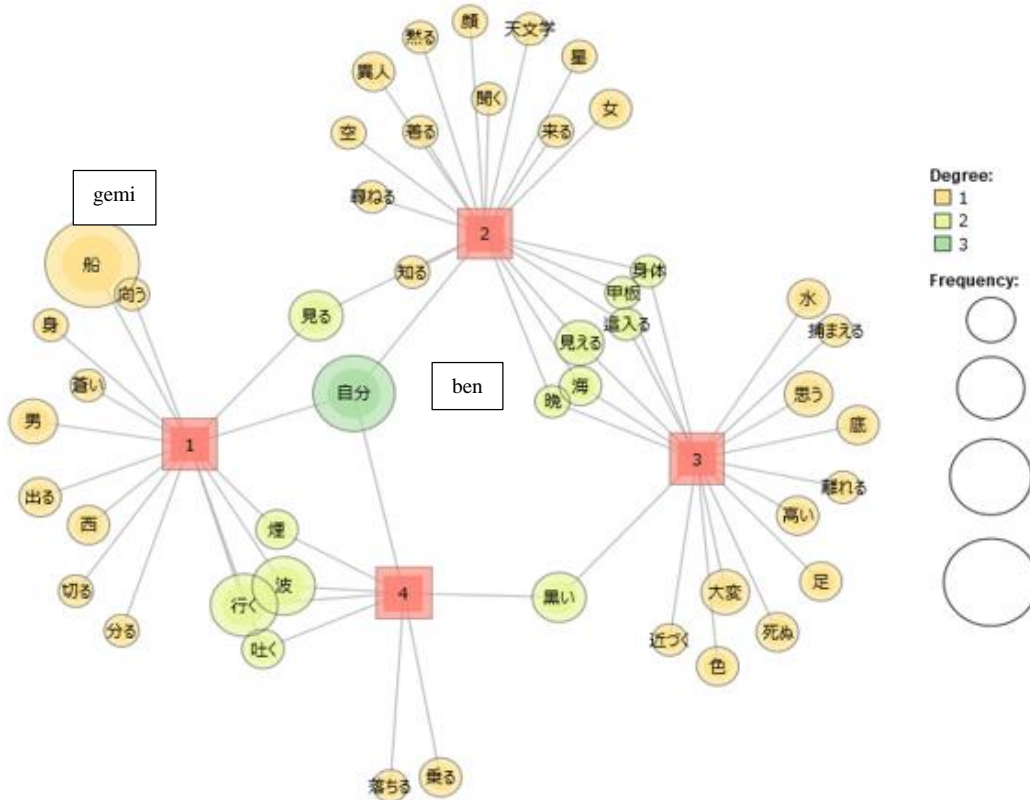 顔
天文学
黙る
星
異人
聞く
女
空
着る
来る
gemi
尋ねる
2
船
知る
身体
向う
甲板
水
見る
這入る
捕まえる
身
見える
蒼い
自分
ben
海
晩
思う
男
底
1
3
出る
離れる
西
高い
煙
切る
波
4
黒い
大変
足
行く
分る
吐く
近づく
死ぬ
色
落ちる
乗る
Degree:
1
2
3
Frequency: